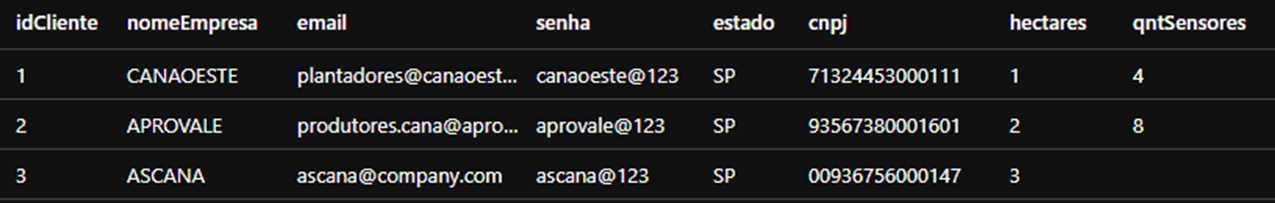 idCliente nomeEmpresa email senha estado cnpj hectares qntSensores
1 CANAOESTE plantadores@canaoest... canaoeste@123 SP 71324453000111 1 4
2 APROVALE produtores.cana@apro... aprovale@123 SP 93567380001601 2 8
3 ASCANA ascana@company.com ascana@123 SP 00936756000147 3